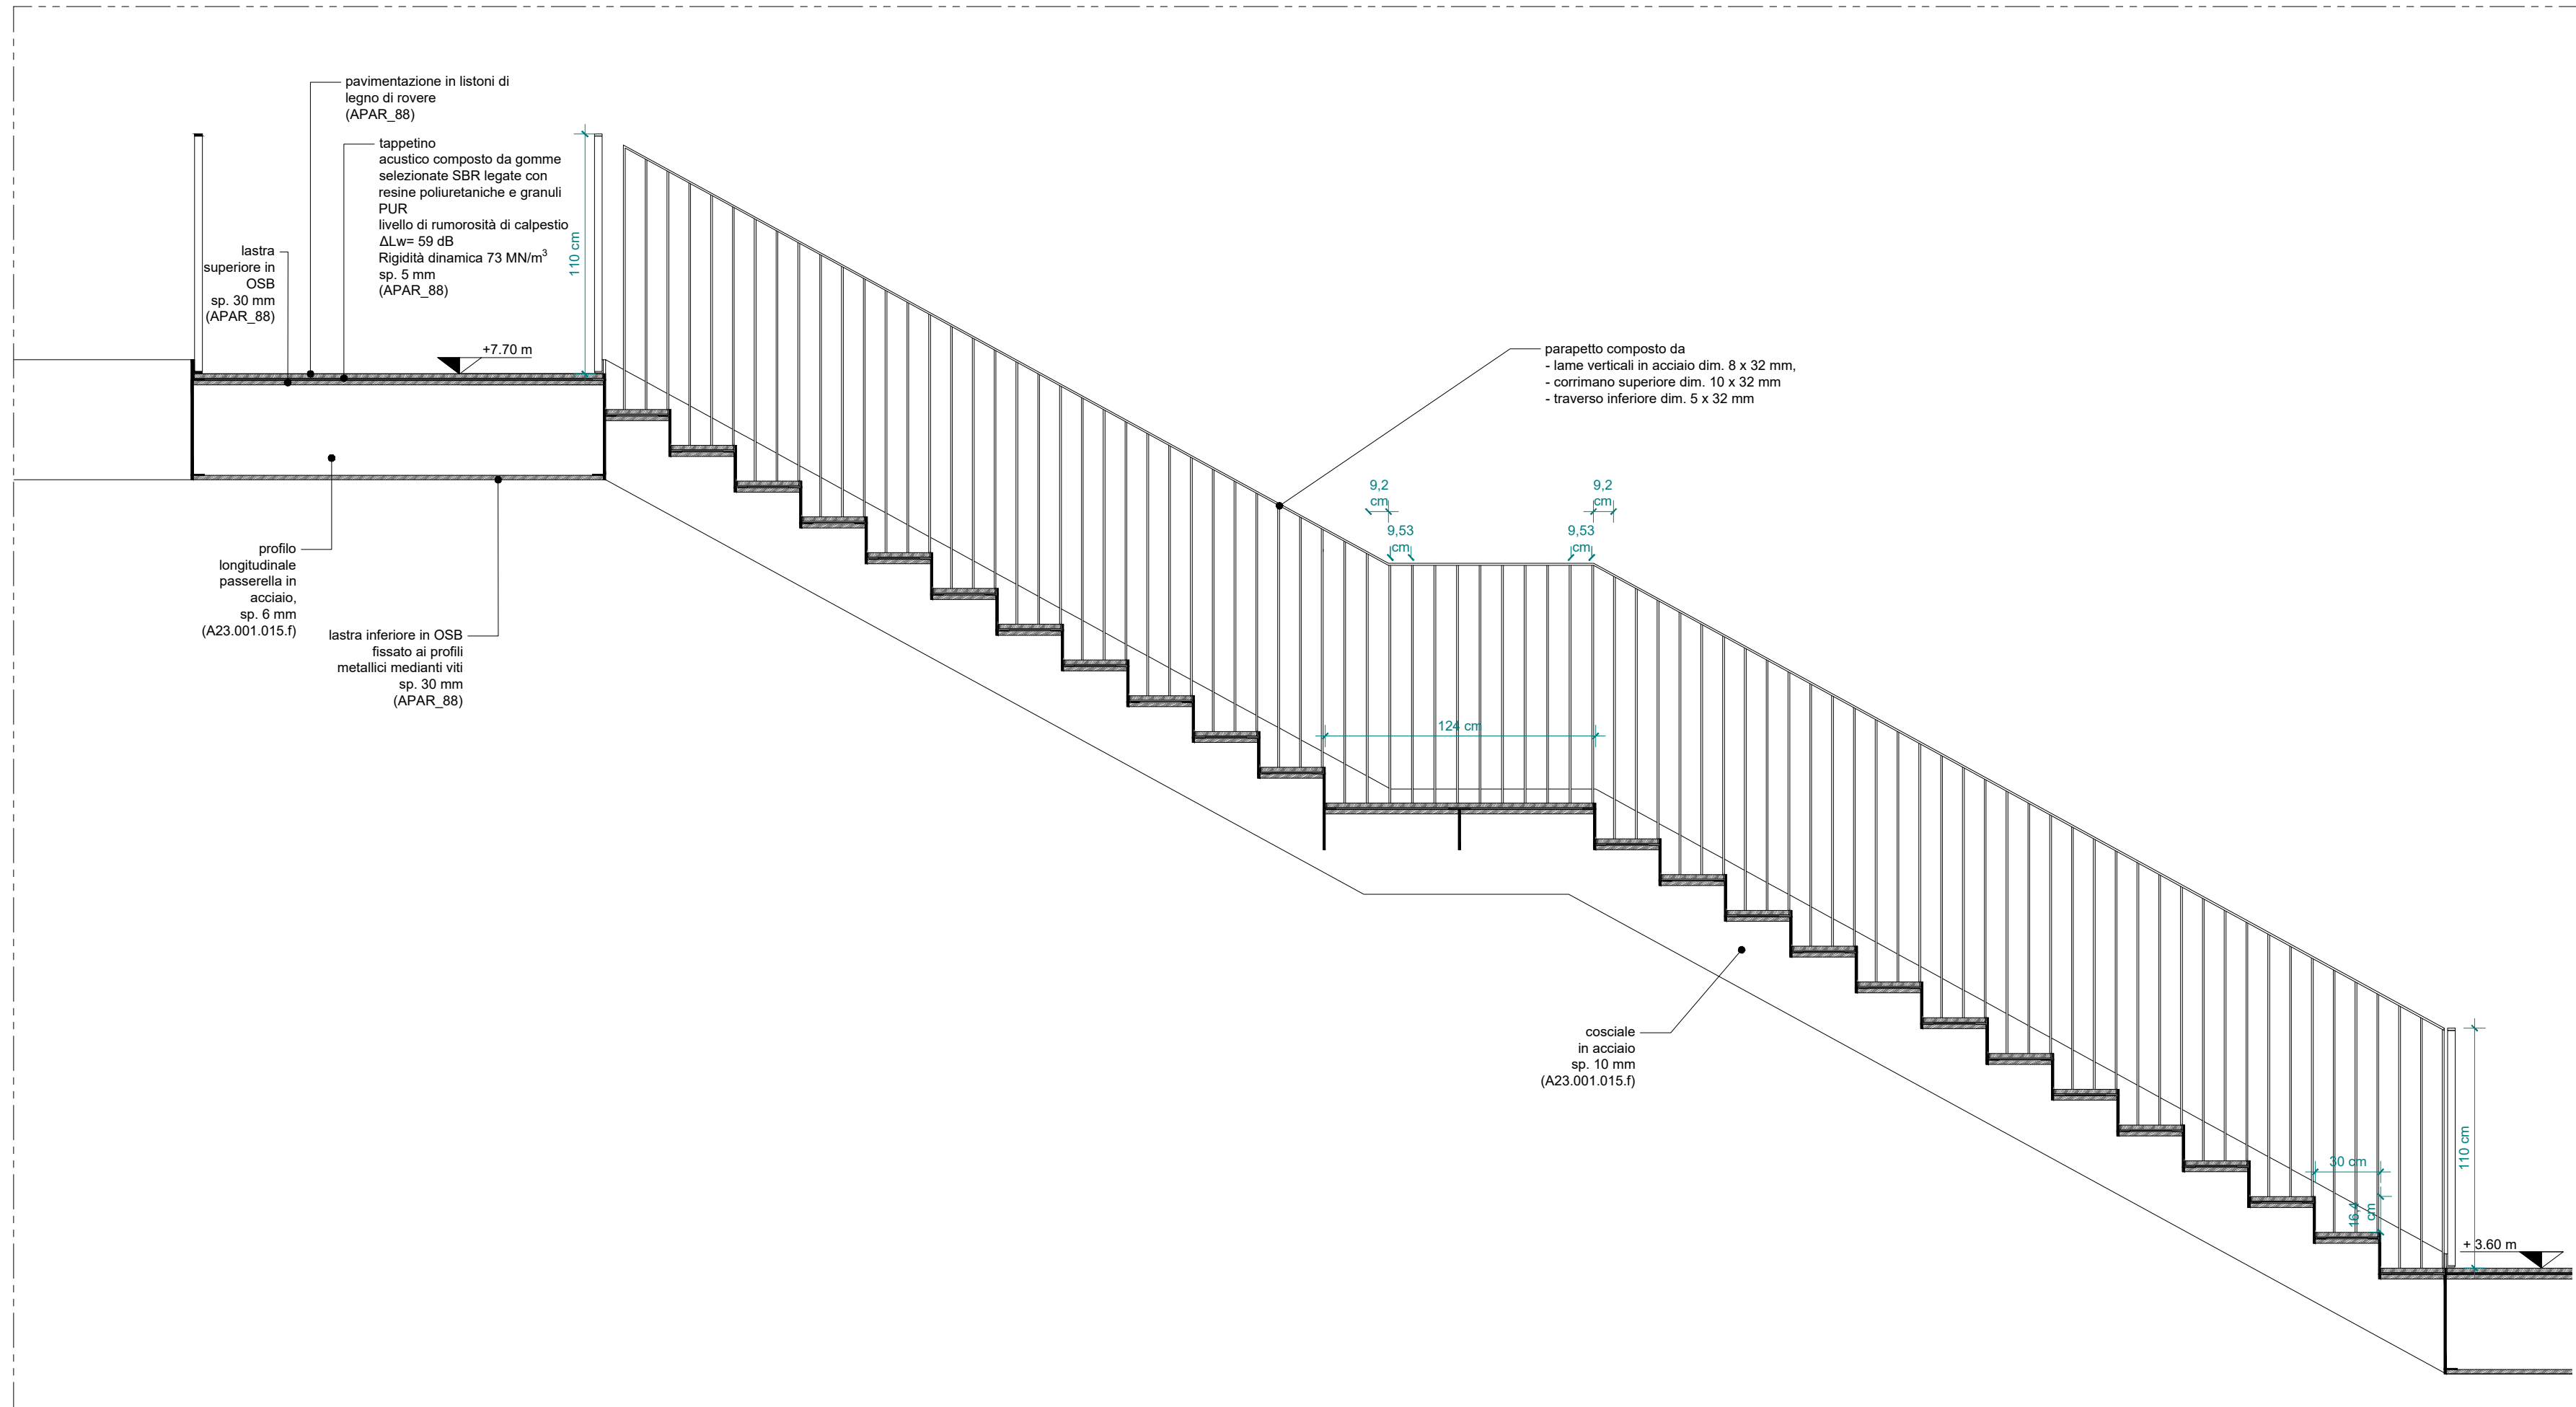 pavimentazione in listoni di
legno di rovere
(APAR_88)
tappetino
acustico composto da gomme
selezionate SBR legate con
resine poliuretaniche e granuli
PUR
livello di rumorosità di calpestio
ΔLw= 59 dB
Rigidità dinamica 73 MN/m³
sp. 5 mm
(APAR_88)
lastra
superiore in
OSB
sp. 30 mm
(APAR_88)
110 cm
+7.70 m
parapetto composto da
- lame verticali in acciaio dim. 8 x 32 mm,
- corrimano superiore dim. 10 x 32 mm
- traverso inferiore dim. 5 x 32 mm
9,2
cm
9,2
cm
9,53
cm
9,53
cm
profilo
longitudinale
passerella in
acciaio,
sp. 6 mm
(A23.001.015.f)
lastra inferiore in OSB
fissato ai profili
metallici medianti viti
sp. 30 mm
(APAR_88)
124 cm
cosciale
in acciaio
sp. 10 mm
(A23.001.015.f)
110 cm
30 cm
16,4
cm
+ 3.60 m